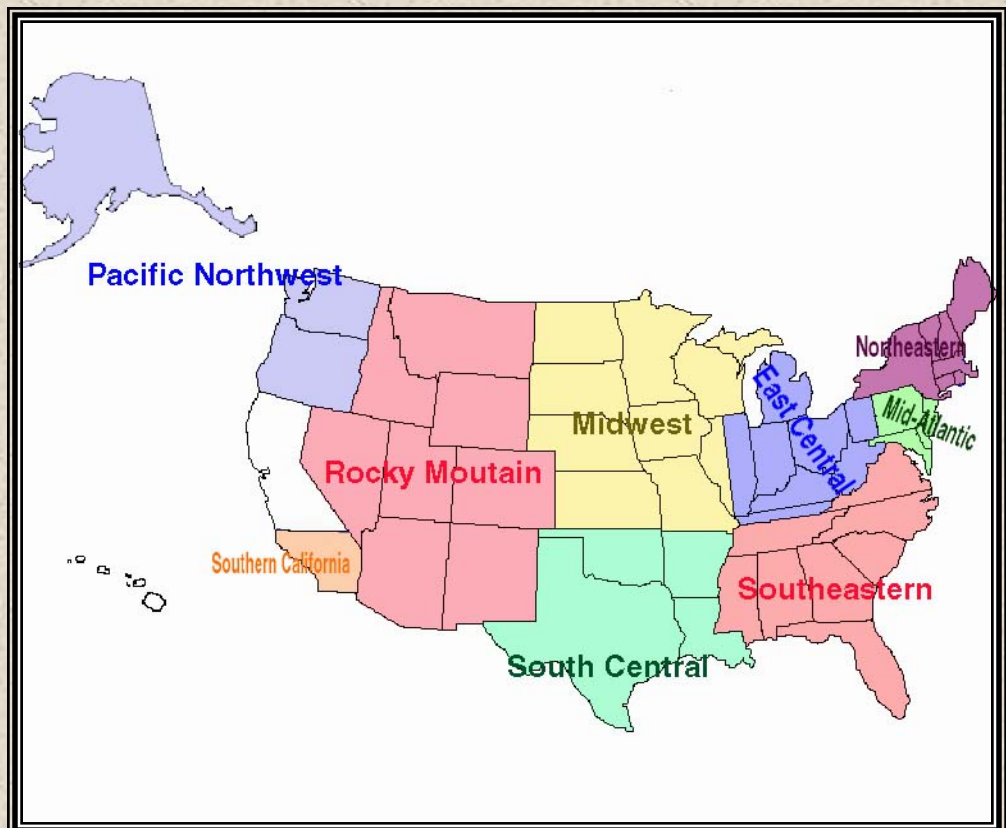 Pacific Northwest
Northeastern
East Central
Mid-Atlantic
Midwest
Rocky Moutain
Southern California
Southeastern
South Central